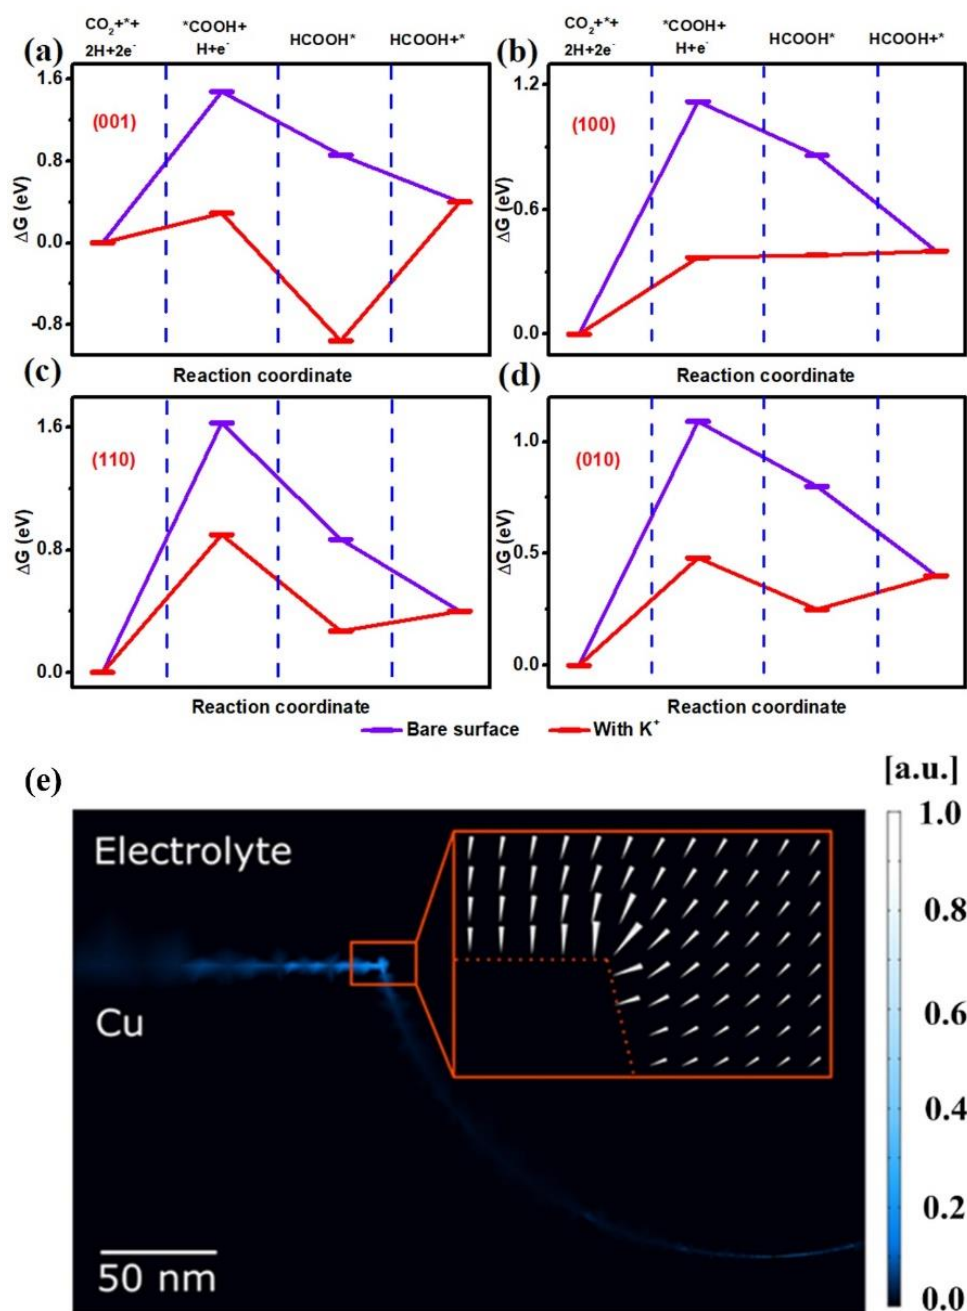 CO₂+*+
2H+2e⁻
*COOH+
H+e⁻
HCOOH*
HCOOH+*
CO₂+*+
2H+2e⁻
*COOH+
H+e⁻
HCOOH*
HCOOH+*
(a)
1.6
0.8
0.0
-0.8
ΔG (eV)
(001)
Reaction coordinate
(b)
1.2
0.6
0.0
ΔG (eV)
(100)
Reaction coordinate
(c)
1.6
0.8
0.0
ΔG (eV)
(110)
Reaction coordinate
(d)
1.0
0.5
0.0
ΔG (eV)
(010)
Reaction coordinate
Bare surface
With K⁺
(e)
Electrolyte
Cu
50 nm
[a.u.]
1.0
0.8
0.6
0.4
0.2
0.0